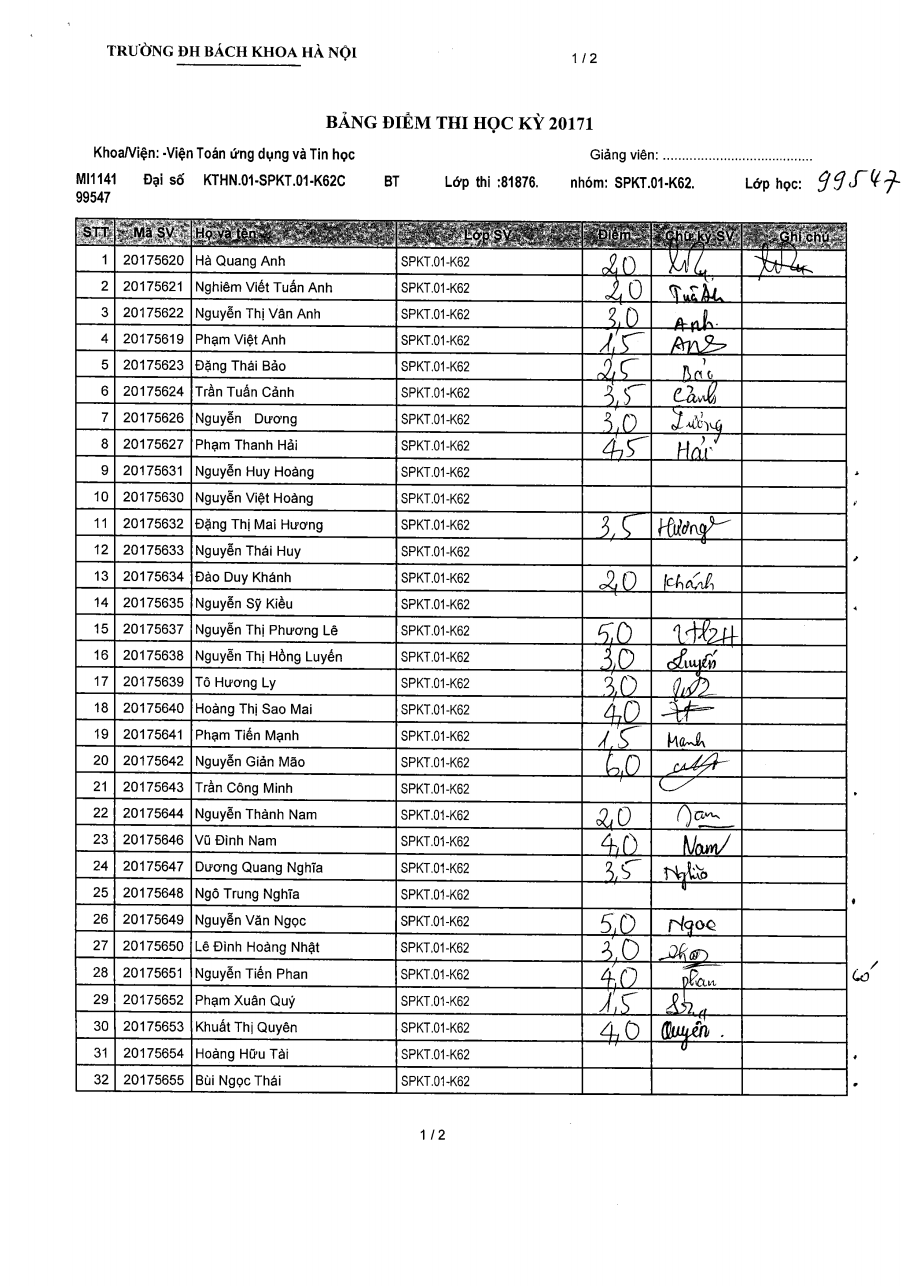 TRƯỜNG ĐH BÁCH KHOA HÀ NỘI
1 / 2
BẢNG ĐIỂM THI HỌC KỲ 20171
Khoa/Viện: -Viện Toán ứng dụng và Tin học Giảng viên: ........................................
MI1141 Đại số KTHN.01-SPKT.01-K62C BT Lớp thi :81876. nhóm: SPKT.01-K62. Lớp học: 99547
99547
STT Mã SV Họ và tên Lớp SV Điểm Chữ ký SV Ghi chú
1 20175620 Hà Quang Anh SPKT.01-K62 2,0
2 20175621 Nghiêm Viết Tuấn Anh SPKT.01-K62 2,0
3 20175622 Nguyễn Thị Vân Anh SPKT.01-K62 3,0 Anh
4 20175619 Phạm Việt Anh SPKT.01-K62 1,5 Anh
5 20175623 Đặng Thái Bảo SPKT.01-K62 2,5 Bảo
6 20175624 Trần Tuấn Cảnh SPKT.01-K62 3,5 Cảnh
7 20175626 Nguyễn Dương SPKT.01-K62 3,0 Dương
8 20175627 Phạm Thanh Hải SPKT.01-K62 4,5 Hải
9 20175631 Nguyễn Huy Hoàng SPKT.01-K62
10 20175630 Nguyễn Việt Hoàng SPKT.01-K62
11 20175632 Đặng Thị Mai Hương SPKT.01-K62 3,5 Hương
12 20175633 Nguyễn Thái Huy SPKT.01-K62
13 20175634 Đào Duy Khánh SPKT.01-K62 2,0 Khánh
14 20175635 Nguyễn Sỹ Kiều SPKT.01-K62
15 20175637 Nguyễn Thị Phương Lê SPKT.01-K62 5,0
16 20175638 Nguyễn Thị Hồng Luyến SPKT.01-K62 3,0 Luyến
17 20175639 Tô Hương Ly SPKT.01-K62 3,0
18 20175640 Hoàng Thị Sao Mai SPKT.01-K62 4,0
19 20175641 Phạm Tiến Mạnh SPKT.01-K62 1,5 Manh
20 20175642 Nguyễn Giản Mão SPKT.01-K62 6,0
21 20175643 Trần Công Minh SPKT.01-K62
22 20175644 Nguyễn Thành Nam SPKT.01-K62 2,0 Nam
23 20175646 Vũ Đình Nam SPKT.01-K62 4,0 Nam
24 20175647 Dương Quang Nghĩa SPKT.01-K62 3,5 Nghĩa
25 20175648 Ngô Trung Nghĩa SPKT.01-K62
26 20175649 Nguyễn Văn Ngọc SPKT.01-K62 5,0 Ngoc
27 20175650 Lê Đình Hoàng Nhật SPKT.01-K62 3,0
28 20175651 Nguyễn Tiến Phan SPKT.01-K62 4,0 phan
29 20175652 Phạm Xuân Quý SPKT.01-K62 1,5
30 20175653 Khuất Thị Quyên SPKT.01-K62 4,0 Quyên
31 20175654 Hoàng Hữu Tài SPKT.01-K62
32 20175655 Bùi Ngọc Thái SPKT.01-K62
1 / 2